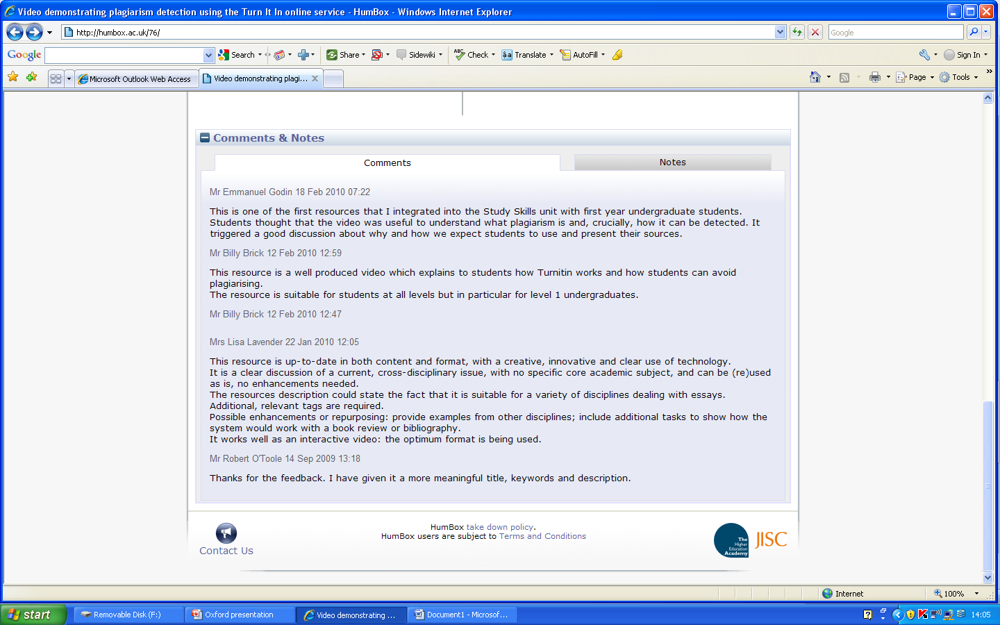 Video demonstrating plagiarism detection using the Turn It In online service - HumBox - Windows Internet Explorer
http://humbox.ac.uk/76/
Google
Google Search Share Sidewiki Check Translate AutoFill Sign In
Microsoft Outlook Web Access Video demonstrating plagi... Page Tools
Comments & Notes
Comments Notes
Mr Emmanuel Godin 18 Feb 2010 07:22
This is one of the first resources that I integrated into the Study Skills unit with first year undergraduate students.
Students thought that the video was useful to understand what plagiarism is and, crucially, how it can be detected. It
triggered a good discussion about why and how we expect students to use and present their sources.
Mr Billy Brick 12 Feb 2010 12:59
This resource is a well produced video which explains to students how Turnitin works and how students can avoid
plagiarising.
The resource is suitable for students at all levels but in particular for level 1 undergraduates.
Mr Billy Brick 12 Feb 2010 12:47
Mrs Lisa Lavender 22 Jan 2010 12:05
This resource is up-to-date in both content and format, with a creative, innovative and clear use of technology.
It is a clear discussion of a current, cross-disciplinary issue, with no specific core academic subject, and can be (re)used
as is, no enhancements needed.
The resources description could state the fact that it is suitable for a variety of disciplines dealing with essays.
Additional, relevant tags are required.
Possible enhancements or repurposing: provide examples from other disciplines; include additional tasks to show how the
system would work with a book review or bibliography.
It works well as an interactive video: the optimum format is being used.
Mr Robert O'Toole 14 Sep 2009 13:18
Thanks for the feedback. I have given it a more meaningful title, keywords and description.
Contact Us
HumBox take down policy.
HumBox users are subject to Terms and Conditions
The
Higher
Education
Academy
JISC
Internet 100%
start Removable Disk (F:) Oxford presentation Video demonstrating ... Document1 - Microsof... 14:05